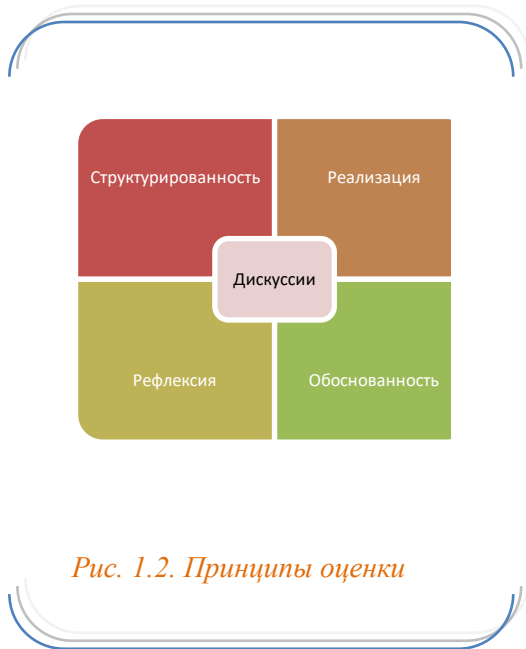 Структурированность
Реализация
Дискуссии
Рефлексия
Обоснованность
Рис. 1.2. Принципы оценки